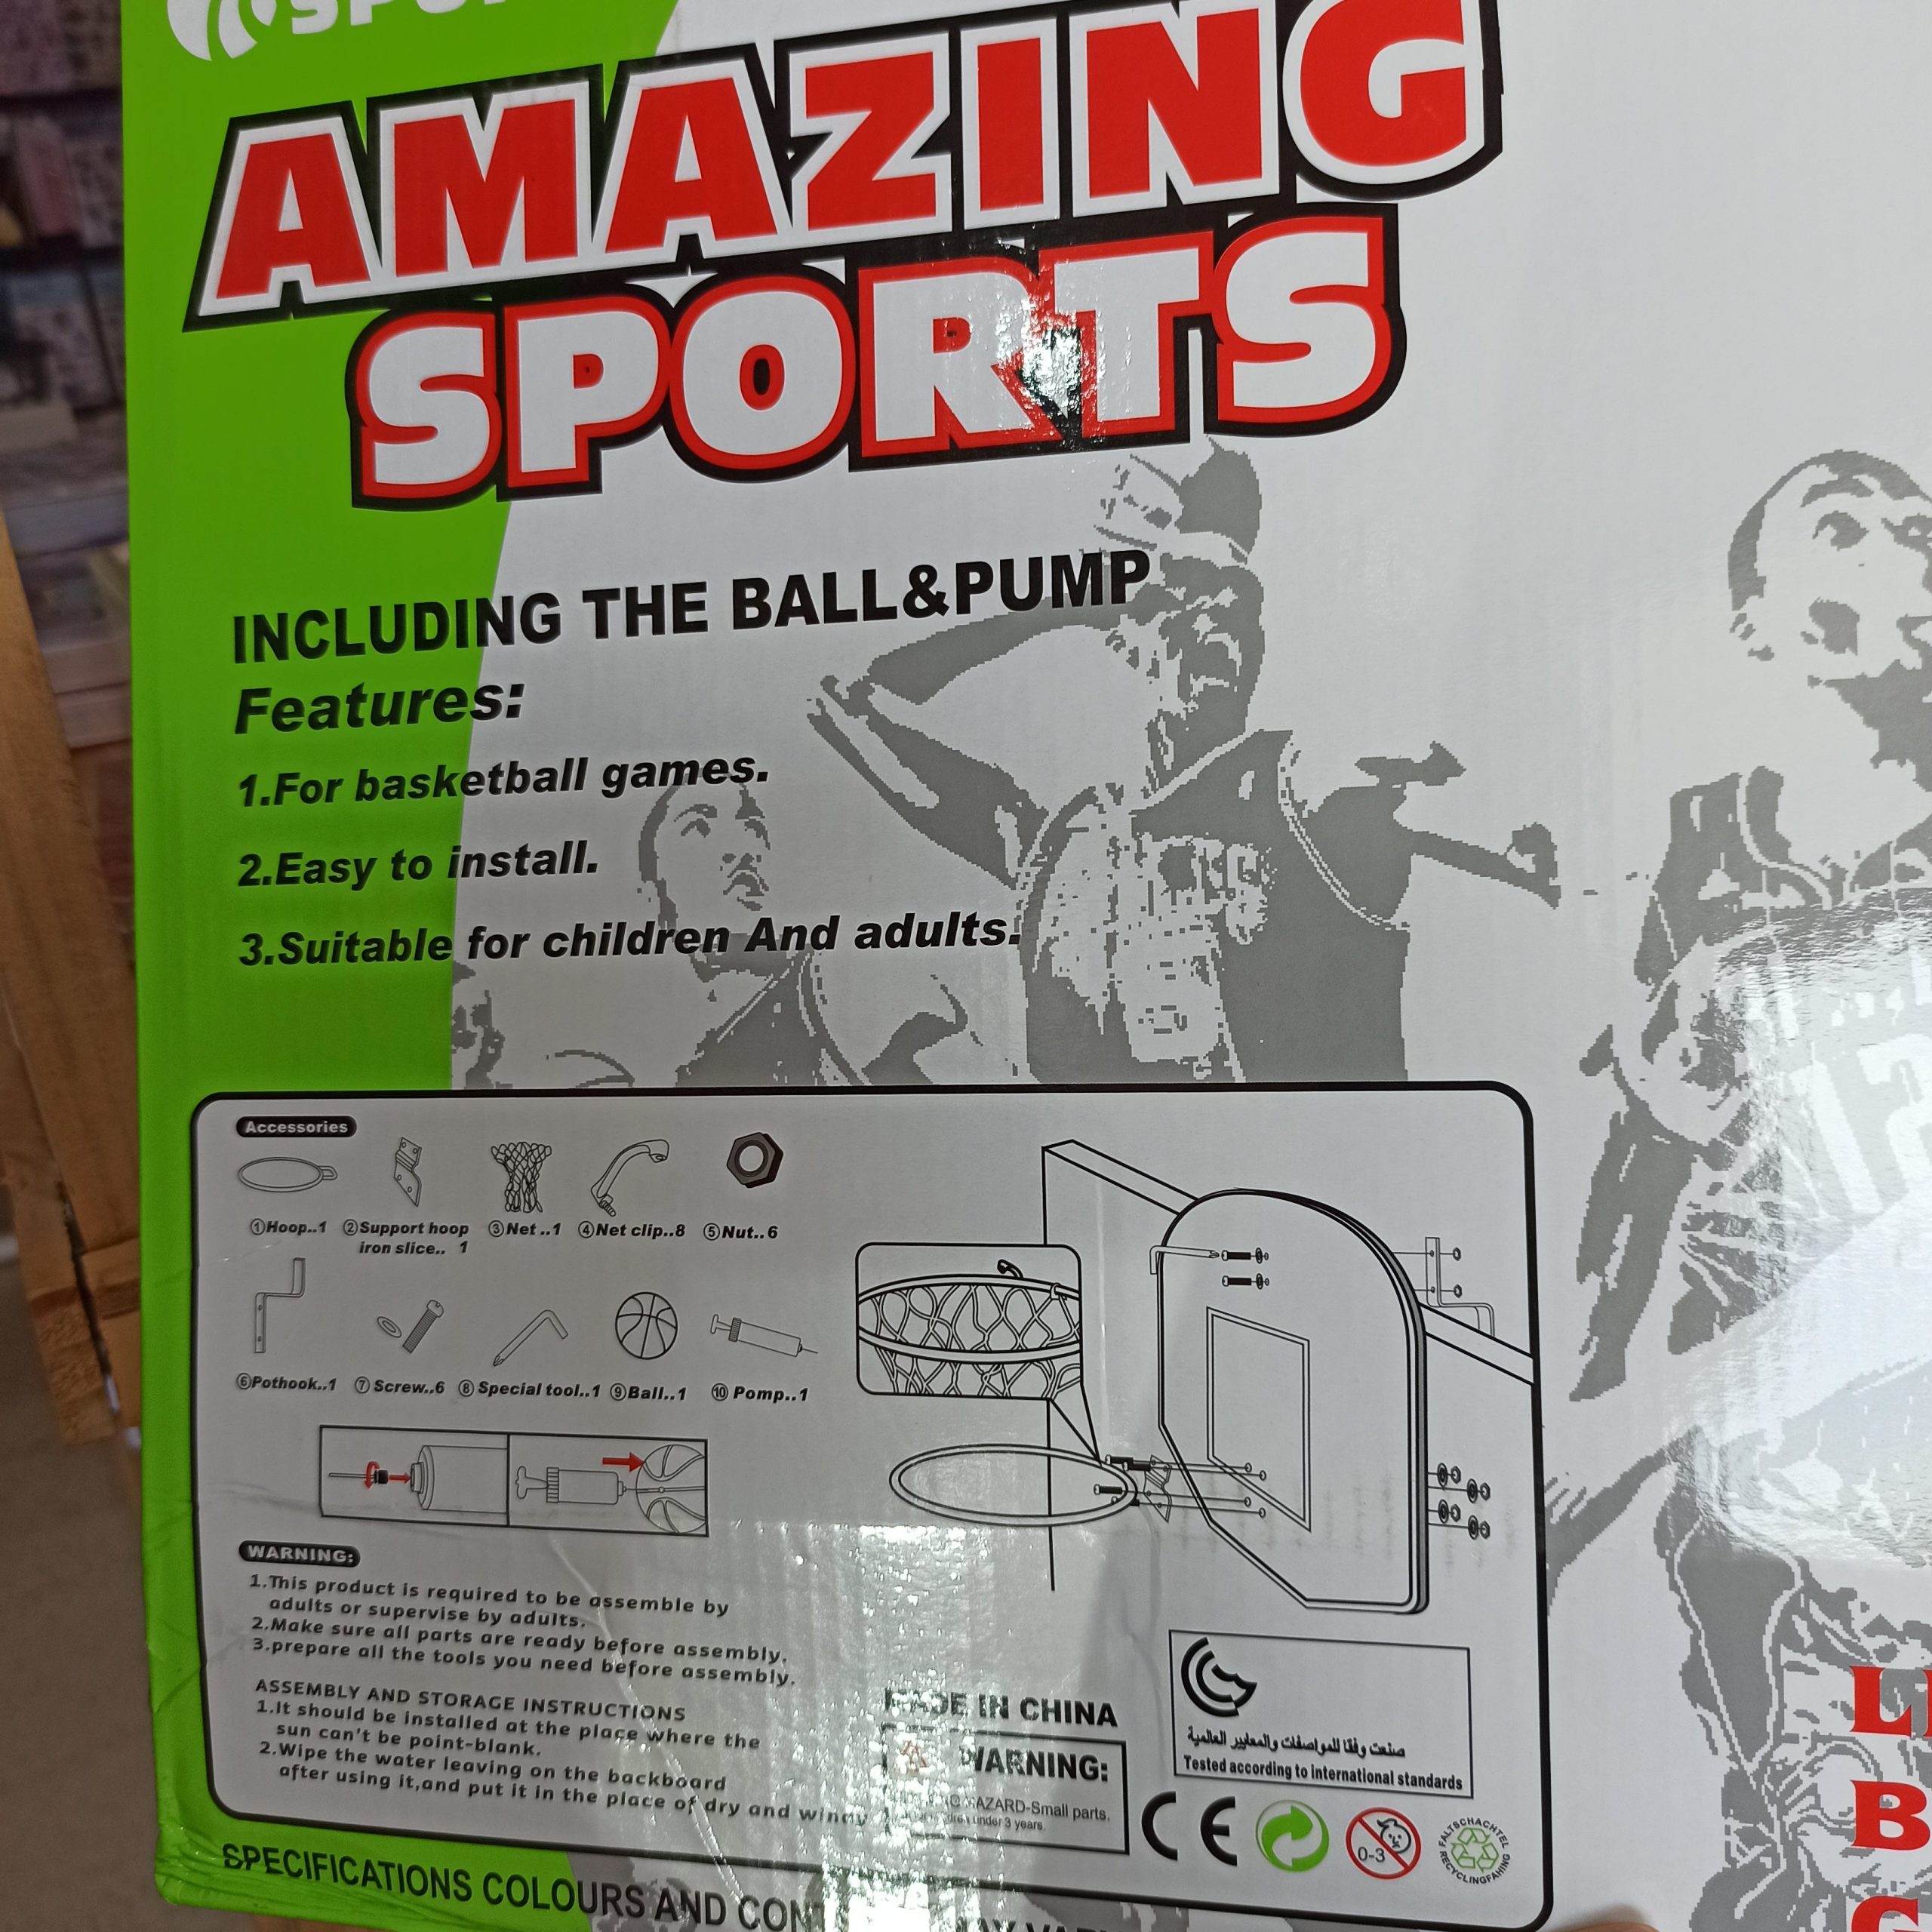 AMAZING
SPORTS
INCLUDING THE BALL&PUMP
Features:
1.For basketball games.
2.Easy to install.
3.Suitable for children And adults.
Accessories
①Hoop..1 ②Support hoop ③Net ..1 ④Net clip..8 ⑤Nut..6
iron slice.. 1
⑥Pothook..1 ⑦Screw..6 ⑧Special tool..1 ⑨Ball..1 ⑩Pomp..1
WARNING:
1.This product is required to be assemble by
adults or supervise by adults.
2.Make sure all parts are ready before assembly.
3.prepare all the tools you need before assembly.
ASSEMBLY AND STORAGE INSTRUCTIONS
1.It should be installed at the place where the
sun can't be point-blank.
2.Wipe the water leaving on the backboard
after using it,and put it in the place of dry and windy
MADE IN CHINA
WARNING:
HAZARD-Small parts.
under 3 years.
صنعت وفقا للمواصفات والمعايير العالمية
Tested according to international standards
CE
0-3
FALTSCHACHTEL
RECYCLINGFAHING
SPECIFICATIONS COLOURS AND
B